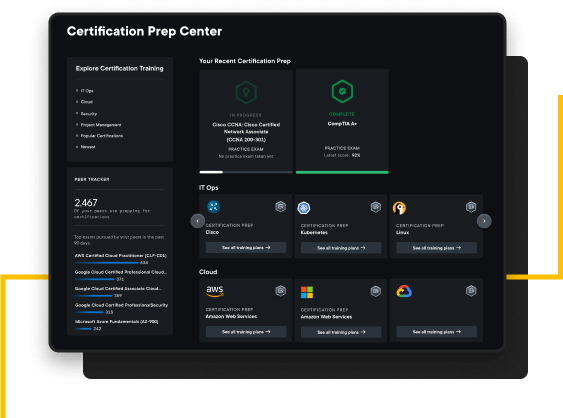 Certification Prep Center
Explore Certification Training
IT Ops
Cloud
Security
Project Management
Popular Certifications
Newest
PEER TRACKER
2,467
Of your peers are prepping for
certifications
Top exams pursued by your peers in the past
90 days.
AWS Certified Cloud Practitioner (CLF-C01)
634
Google Cloud Certified Professional Cloud...
371
Google Cloud Certified Associate Cloud...
359
Google Cloud Certified ProfessionalSecurity
315
Microsoft Azure Fundamentals (AZ-900)
242
Your Recent Certification Prep
IN PROGRESS
Cisco CCNA: Cisco Certified
Network Associate
(CCNA 200-301)
PRACTICE EXAM
No practice exam taken yet
COMPLETE
CompTIA A+
PRACTICE EXAM
Latest score: 92%
IT Ops
CERTIFICATION PREP
Cisco
See all training plans →
CERTIFICATION PREP
Kubernetes
See all training plans →
CERTIFICATION PREP
Linux
See all training plans →
Cloud
aws
CERTIFICATION PREP
Amazon Web Services
See all training plans →
CERTIFICATION PREP
Amazon Web Services
See all training plans →
See all training plans →